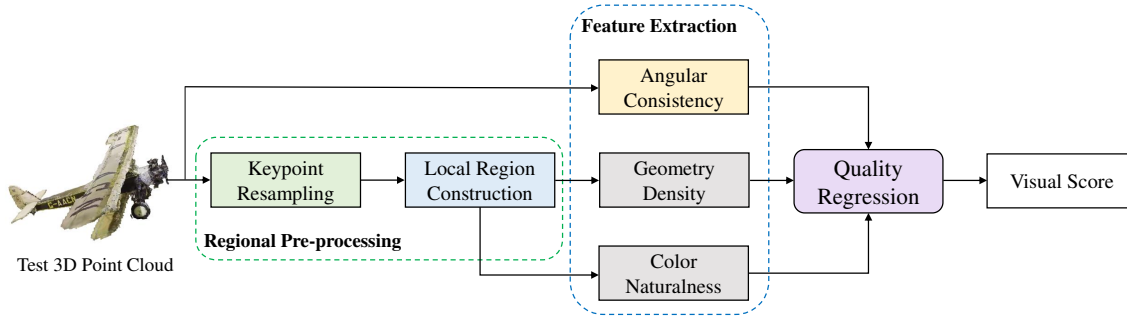 Feature Extraction
Angular
Consistency
Keypoint
Resampling
Local Region
Construction
Geometry
Density
Quality
Regression
Visual Score
Regional Pre-processing
Color
Naturalness
Test 3D Point Cloud